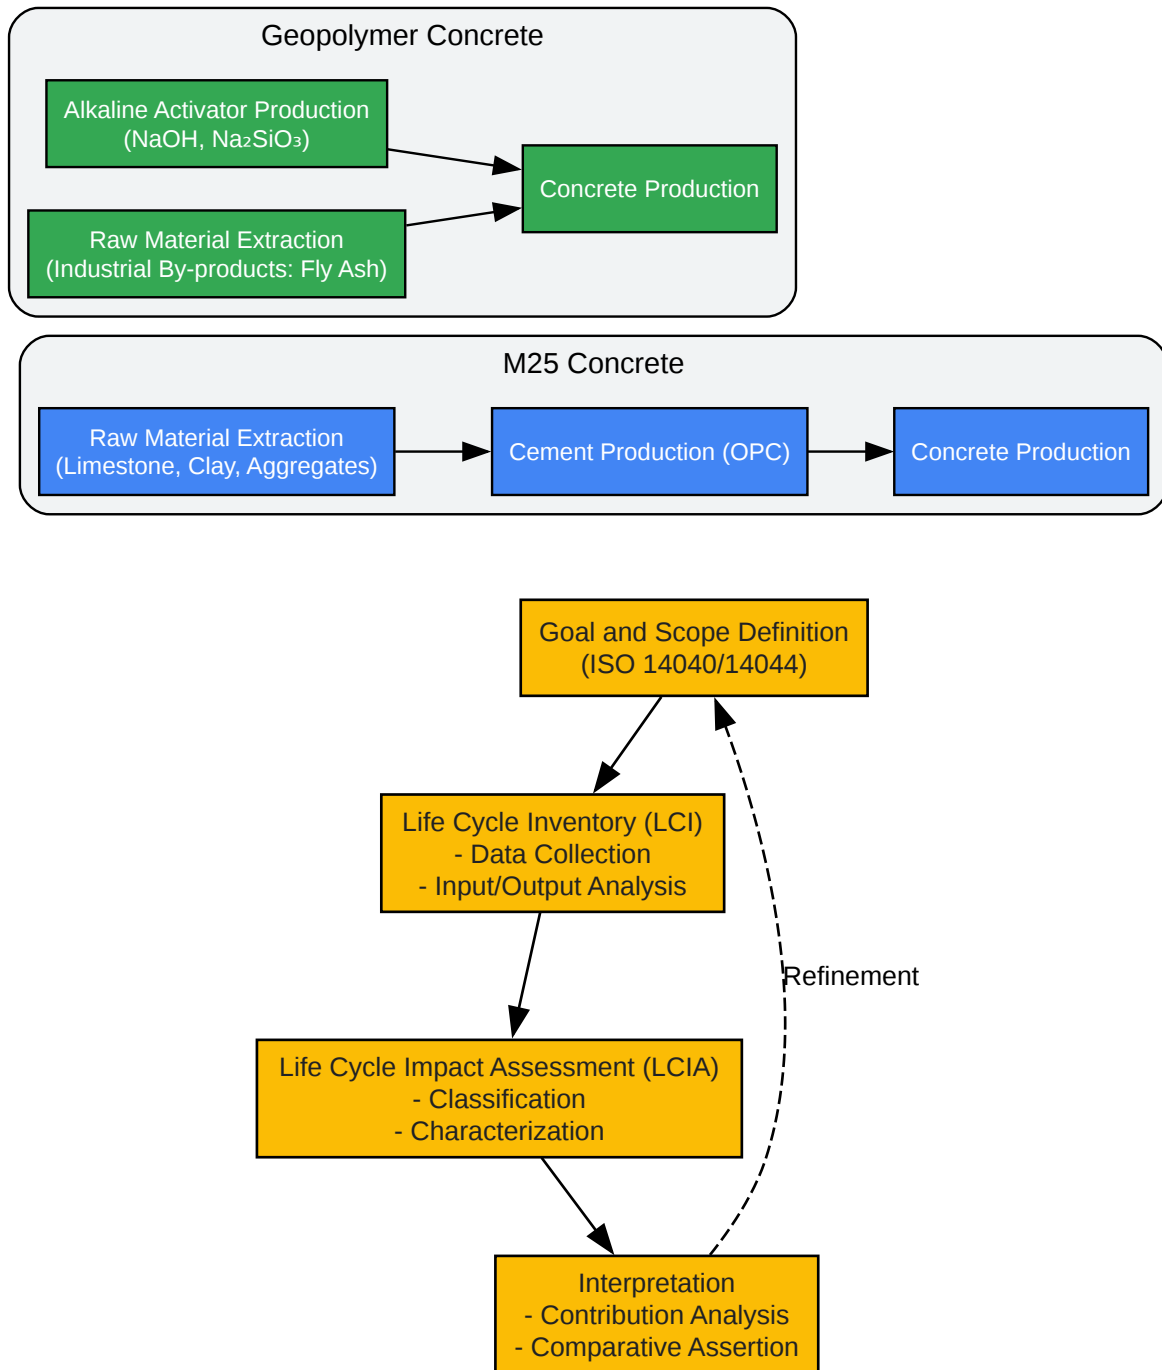 Geopolymer Concrete
Alkaline Activator Production
(NaOH, Na₂SiO₃)
Concrete Production
Raw Material Extraction
(Industrial By-products: Fly Ash)
M25 Concrete
Raw Material Extraction
(Limestone, Clay, Aggregates)
Cement Production (OPC)
Concrete Production
Goal and Scope Definition
(ISO 14040/14044)
Life Cycle Inventory (LCI)
- Data Collection
- Input/Output Analysis
Refinement
Life Cycle Impact Assessment (LCIA)
- Classification
- Characterization
Interpretation
- Contribution Analysis
- Comparative Assertion